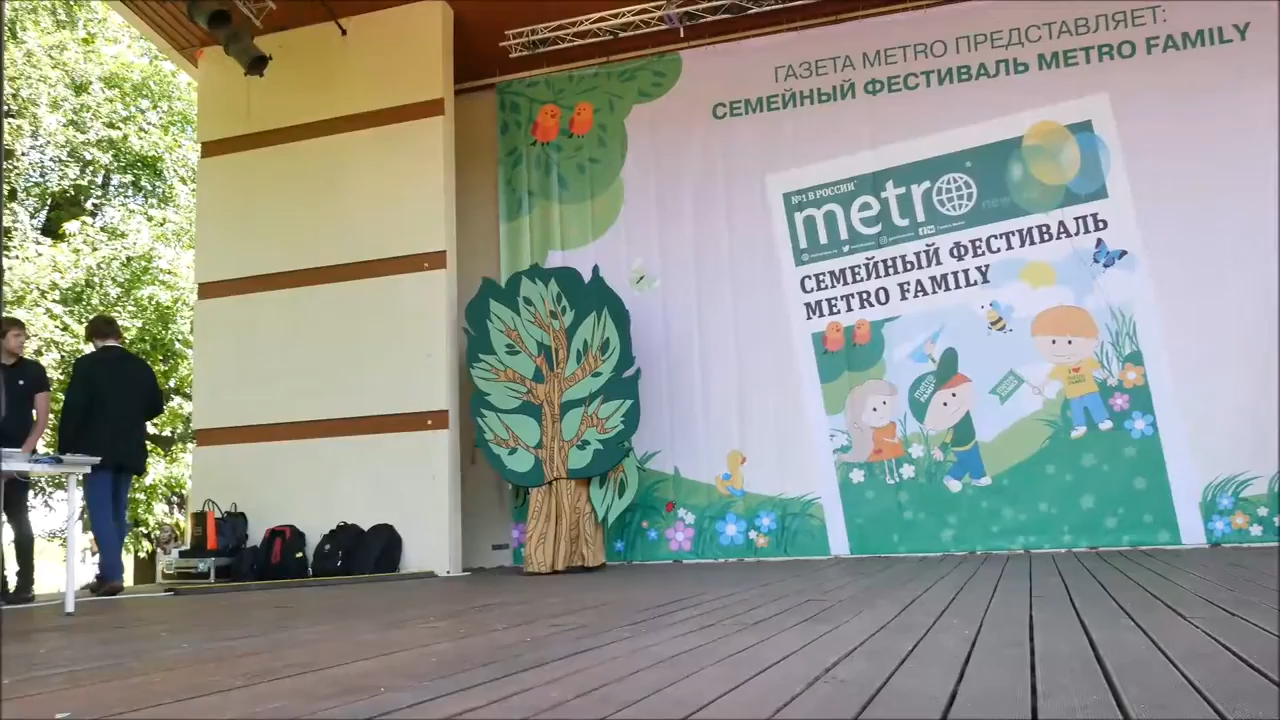 ГАЗЕТА METRO ПРЕДСТАВЛЯЕТ:
СЕМЕЙНЫЙ ФЕСТИВАЛЬ METRO FAMILY
№1 В РОССИИ
metro
СЕМЕЙНЫЙ ФЕСТИВАЛЬ
METRO FAMILY